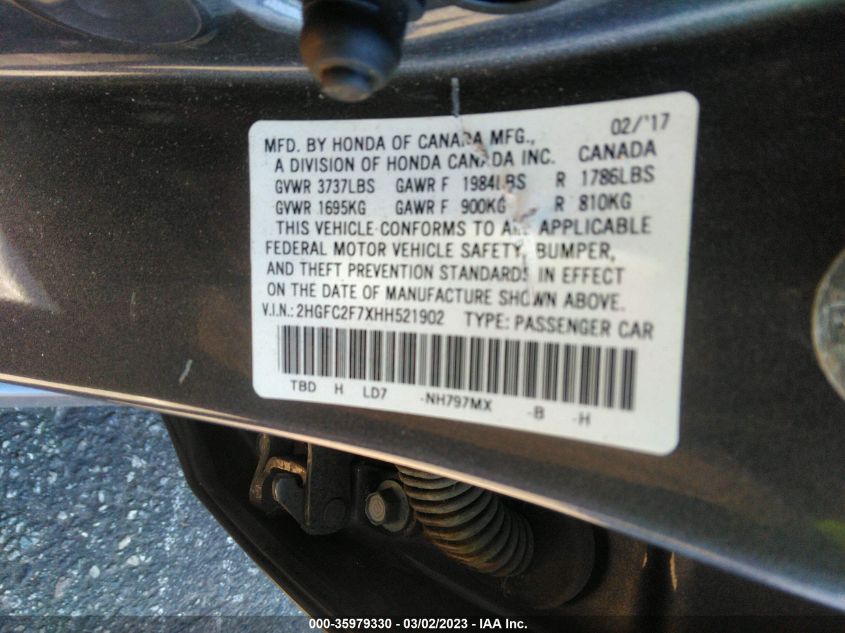 02/'17
MFD. BY HONDA OF CANADA MFG.,
A DIVISION OF HONDA CANADA INC. CANADA
GVWR 3737LBS GAWR F 1984LBS R 1786LBS
GVWR 1695KG GAWR F 900KG R 810KG
THIS VEHICLE CONFORMS TO ALL APPLICABLE
FEDERAL MOTOR VEHICLE SAFETY, BUMPER,
AND THEFT PREVENTION STANDARDS IN EFFECT
ON THE DATE OF MANUFACTURE SHOWN ABOVE.
V.I.N.: 2HGFC2F7XHH521902 TYPE: PASSENGER CAR
TBD H LD7 -NH797MX -B -H
000-35979330 - 03/02/2023 - IAA Inc.